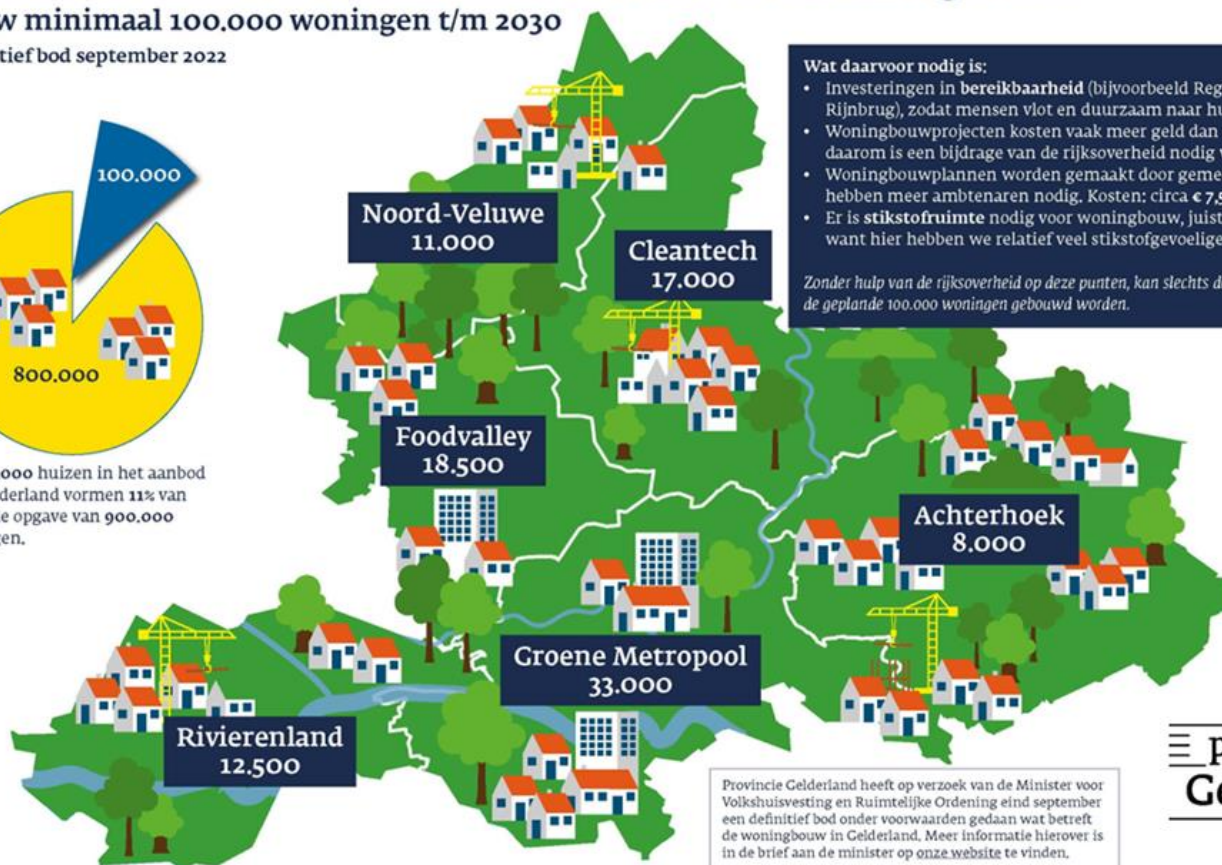 minimaal 100.000 woningen t/m 2030
bod september 2022
100.000
800.000
huizen in het aanbod
vormen 11% van
opgave van 900.000
Noord-Veluwe
11.000
Cleantech
17.000
Foodvalley
18.500
Achterhoek
8.000
Groene Metropool
33.000
Rivierenland
12.500
Wat daarvoor nodig is:
• Investeringen in bereikbaarheid (bijvoorbeeld
Rijnbrug), zodat mensen vlot en duurzaam naar
• Woningbouwprojecten kosten vaak meer geld dan
daarom is een bijdrage van de rijksoverheid nodig
• Woningbouwplannen worden gemaakt door
hebben meer ambtenaren nodig. Kosten: circa € 7,5
• Er is stikstofruimte nodig voor woningbouw, juist
want hier hebben we relatief veel
Zonder hulp van de rijksoverheid op deze punten, kan slechts
de geplande 100.000 woningen gebouwd worden.
Provincie Gelderland heeft op verzoek van de Minister voor
Volkshuisvesting en Ruimtelijke Ordening eind september
een definitief bod onder voorwaarden gedaan wat betreft
de woningbouw in Gelderland. Meer informatie hierover is
in de brief aan de minister op onze website te vinden.